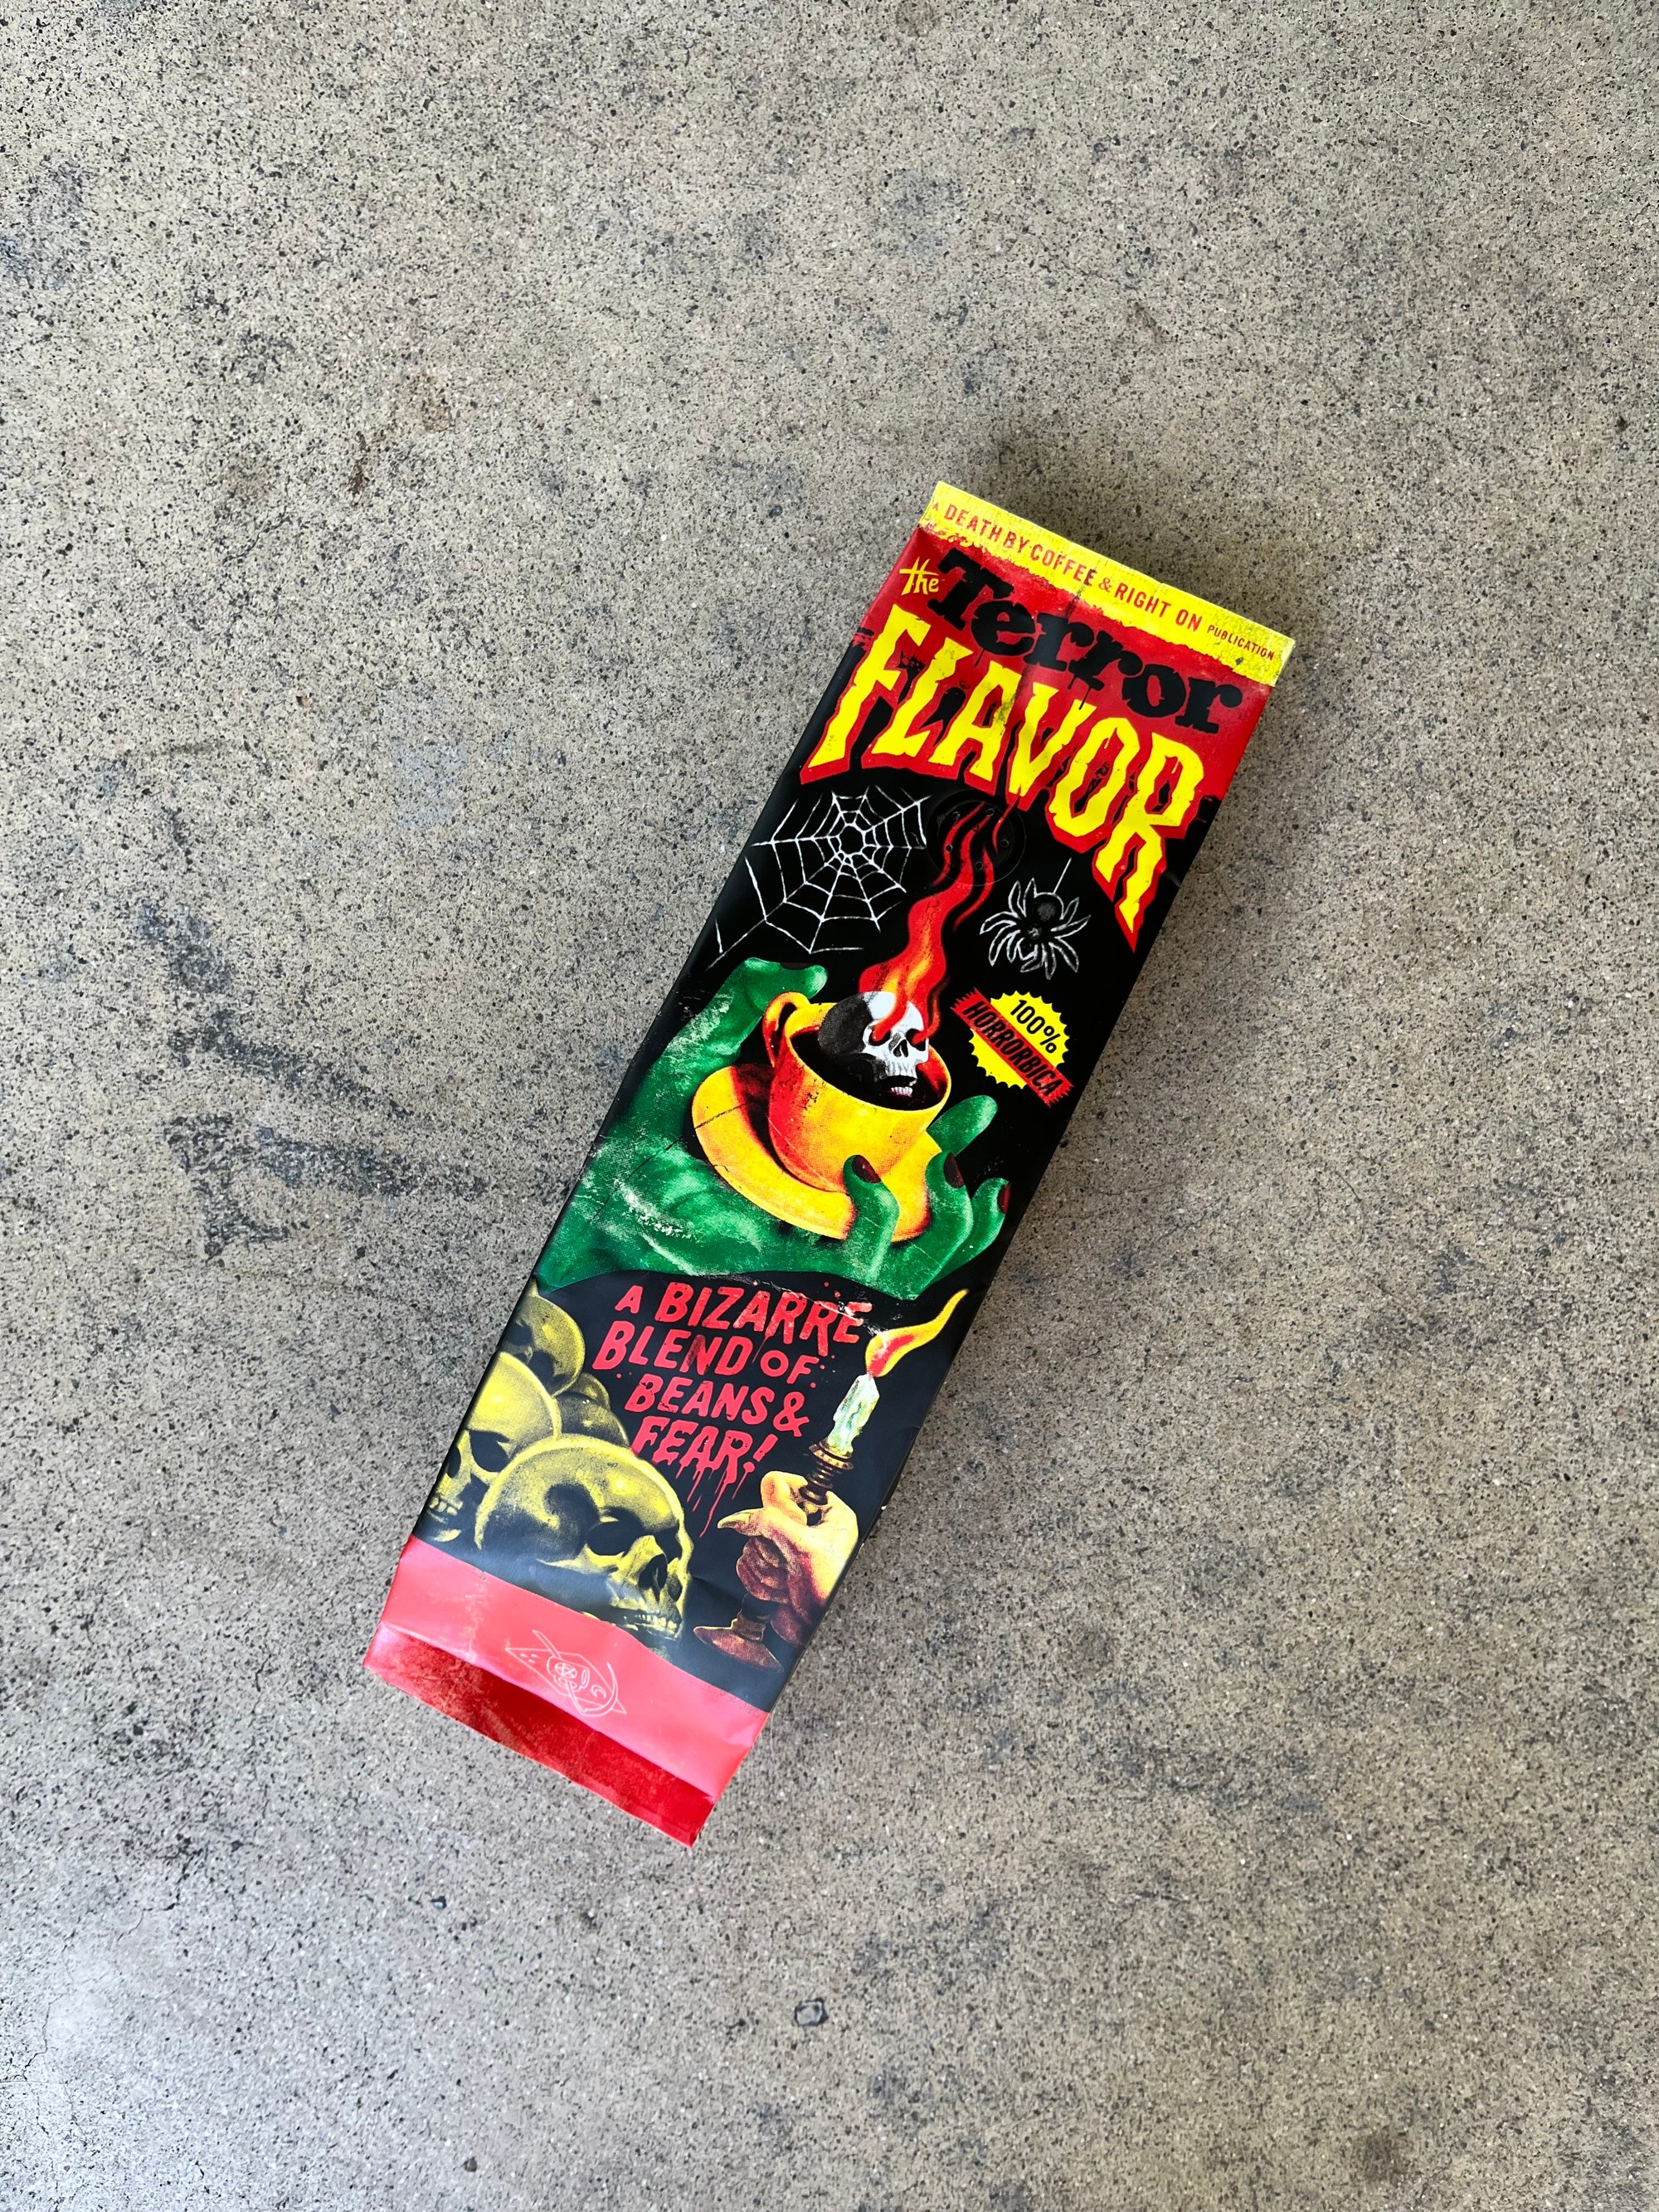 A DEATH BY COFFEE & RIGHT ON PUBLICATION
the Terror
FLAVOR
100%
HORRORBICA
A BIZARRE
BLEND OF
BEANS &
FEAR!